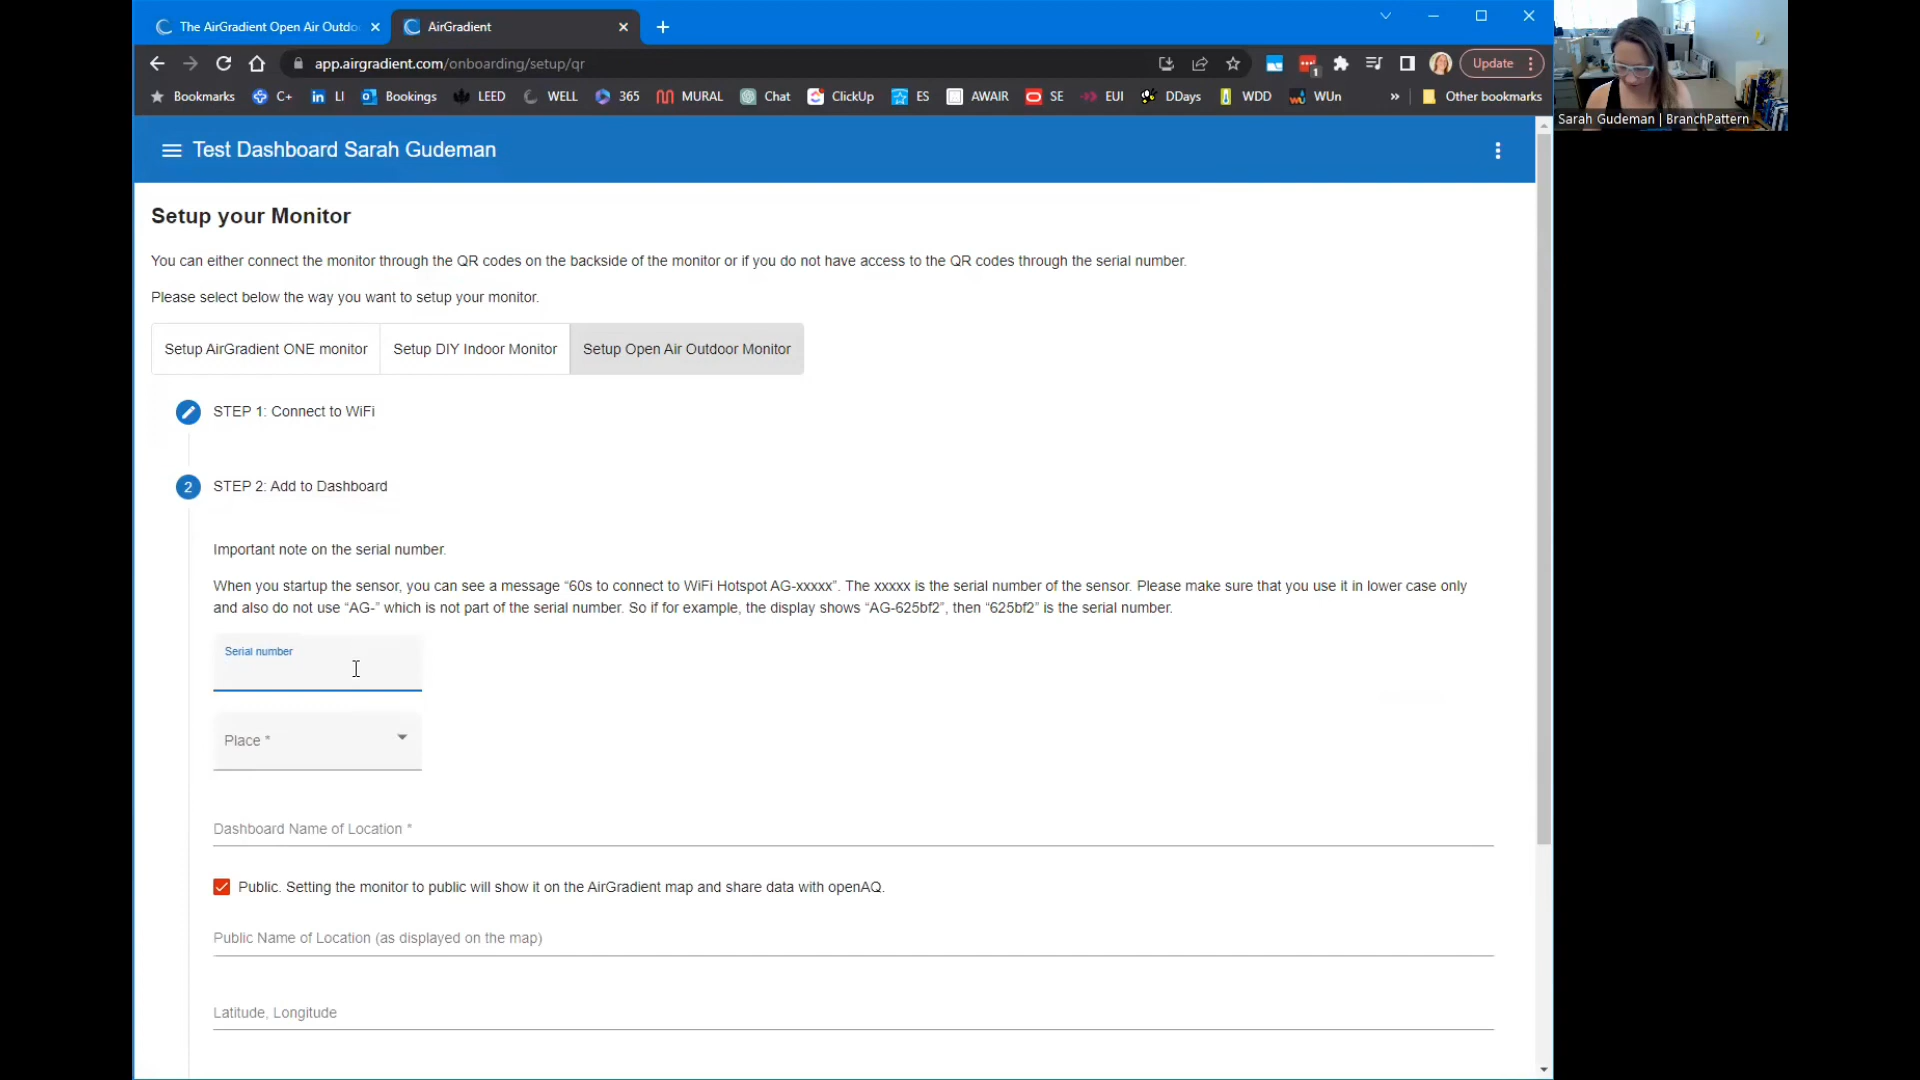 The AirGradient Open Air Outdo
AirGradient
app.airgradient.com/onboarding/setup/qr
1
Update
Bookmarks
C+
LI
Bookings
LEED
WELL
365
MURAL
Chat
ClickUp
ES
AWAIR
SE
EUI
DDays
WDD
WUn
»
Other bookmarks
Sarah Gudeman | BranchPattern
Test Dashboard Sarah Gudeman
Setup your Monitor
You can either connect the monitor through the QR codes on the backside of the monitor or if you do not have access to the QR codes through the serial number.
Please select below the way you want to setup your monitor.
Setup AirGradient ONE monitor
Setup DIY Indoor Monitor
Setup Open Air Outdoor Monitor
STEP 1: Connect to WiFi
2
STEP 2: Add to Dashboard
Important note on the serial number.
When you startup the sensor, you can see a message “60s to connect to WiFi Hotspot AG-xxxxx”. The xxxxx is the serial number of the sensor. Please make sure that you use it in lower case only
and also do not use “AG-” which is not part of the serial number. So if for example, the display shows “AG-625bf2”, then “625bf2” is the serial number.
Serial number
Place *
Dashboard Name of Location *
Public. Setting the monitor to public will show it on the AirGradient map and share data with openAQ.
Public Name of Location (as displayed on the map)
Latitude, Longitude